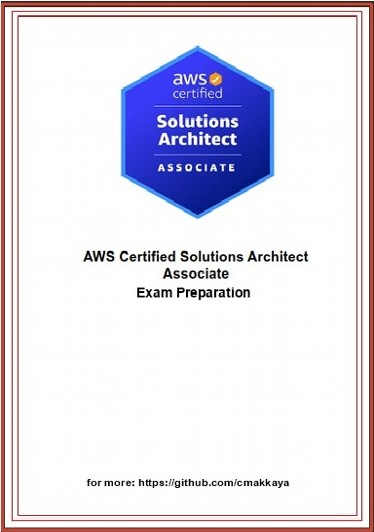 aws
certified
Solutions
Architect
ASSOCIATE
AWS Certified Solutions Architect
Associate
Exam Preparation
for more: https://github.com/cmakkaya